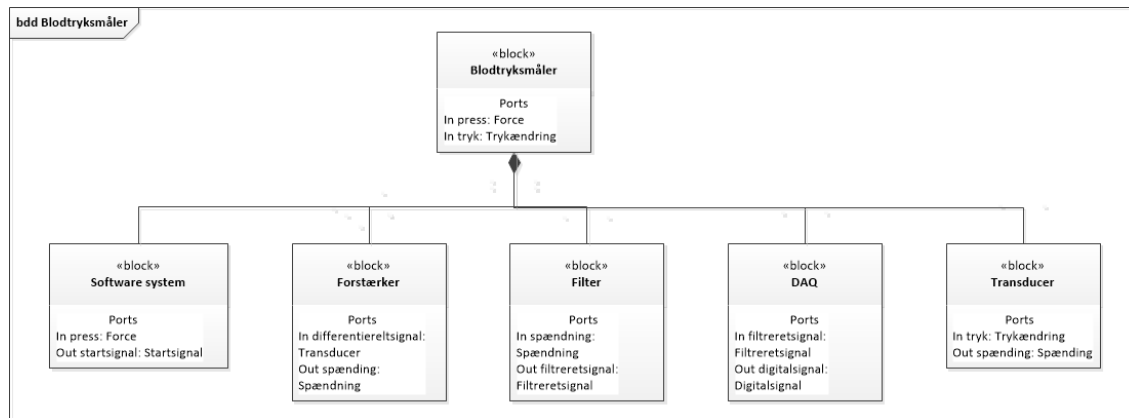 bdd Blodtryksmåler
«block»
Blodtryksmåler
Ports
In press: Force
In tryk: Trykændring
«block»
Software system
Ports
In press: Force
Out startsignal: Startsignal
«block»
Forstærker
Ports
In differentiereltsignal:
Transducer
Out spænding:
Spændning
«block»
Filter
Ports
In spændning:
Spændning
Out filtreretsignal:
Filtreretsignal
«block»
DAQ
Ports
In filtreretsignal:
Filtreretsignal
Out digitalsignal:
Digitalsignal
«block»
Transducer
Ports
In tryk: Trykændring
Out spænding: Spænding